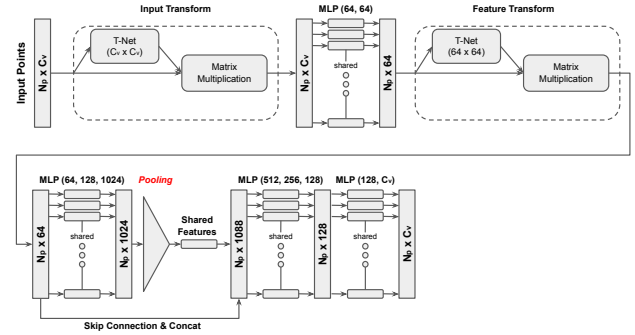 Input Transform
MLP (64, 64)
Feature Transform
Input Points
Nₚ x Cᵥ
T-Net
(Cᵥ x Cᵥ)
Matrix
Multiplication
Nₚ x Cᵥ
shared
Nₚ x 64
T-Net
(64 x 64)
Matrix
Multiplication
MLP (64, 128, 1024)
Pooling
MLP (512, 256, 128)
MLP (128, Cᵥ)
Nₚ x 64
shared
Nₚ x 1024
Shared
Features
Nₚ x 1088
shared
Nₚ x 128
shared
Nₚ x Cᵥ
Skip Connection & Concat